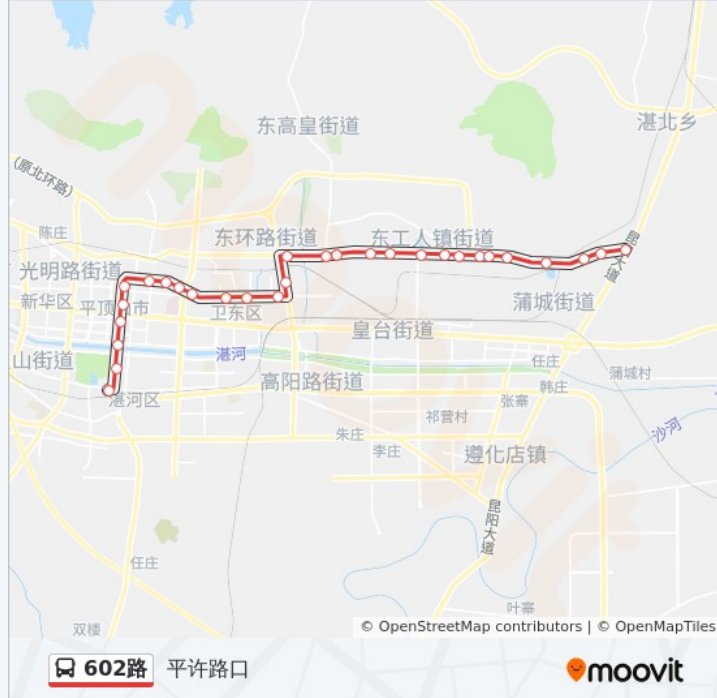 湛北乡
东高皇街道
（原北环路）
陈庄
东环路街道
东工人镇街道
昆
大
道
光明路街道
新华区
平顶
市
卫东区
蒲城街道
皇台街道
湛河
山街道
任庄
蒲城村
高阳路街道
韩庄
湛河区
张寨
祁营村
朱庄
沙河
李庄
遵化店镇
昆阳大道
任庄
叶寨
双楼
© OpenStreetMap contributors | © OpenMapTiles
602路 平许路口
moovit